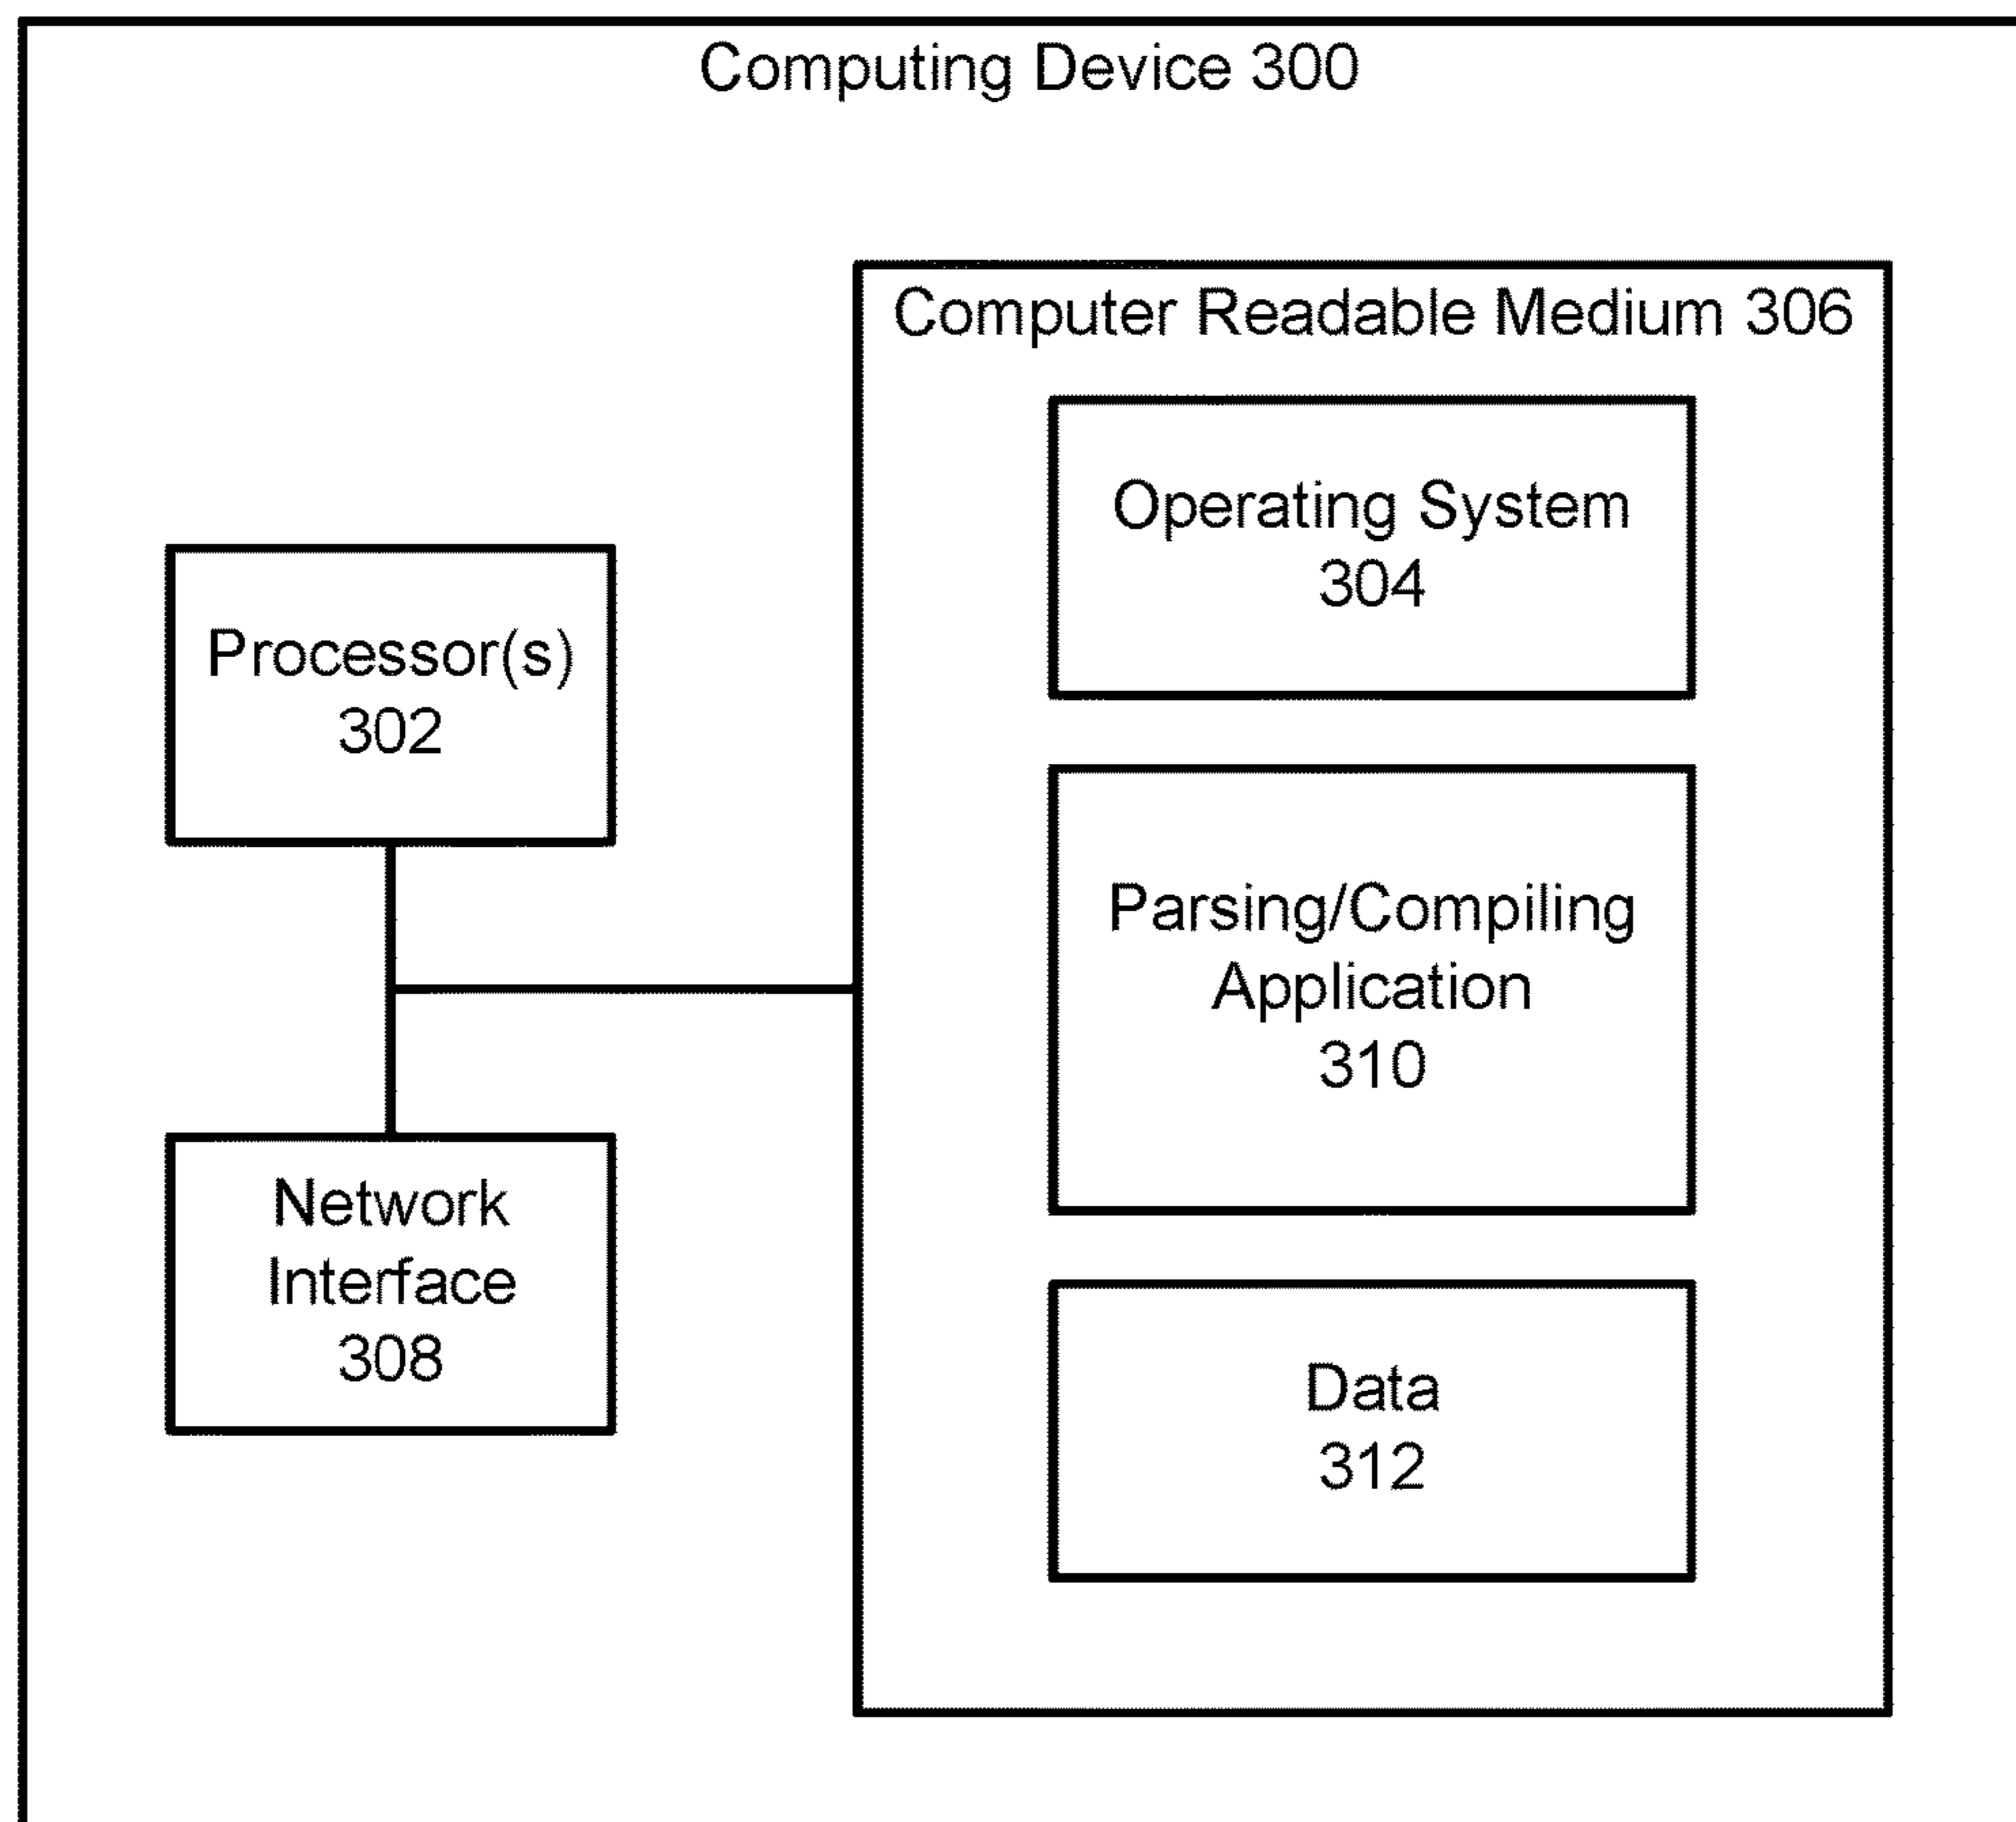 Computing Device 300
Computer Readable Medium 306
Operating System
304
Processor(s)
302
Parsing/Compiling
Application
310
Network
Interface
308
Data
312